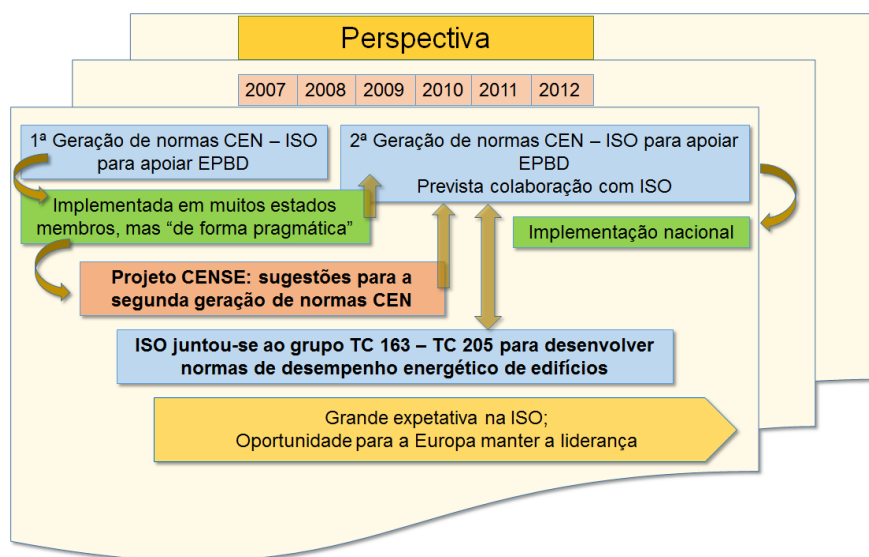 Perspectiva
2007 2008 2009 2010 2011 2012
1ª Geração de normas CEN – ISO
para apoiar EPBD
2ª Geração de normas CEN – ISO para apoiar
EPBD
Prevista colaboração com ISO
Implementada em muitos estados
membros, mas “de forma pragmática”
Implementação nacional
Projeto CENSE: sugestões para a
segunda geração de normas CEN
ISO juntou-se ao grupo TC 163 – TC 205 para desenvolver
normas de desempenho energético de edifícios
Grande expetativa na ISO;
Oportunidade para a Europa manter a liderança